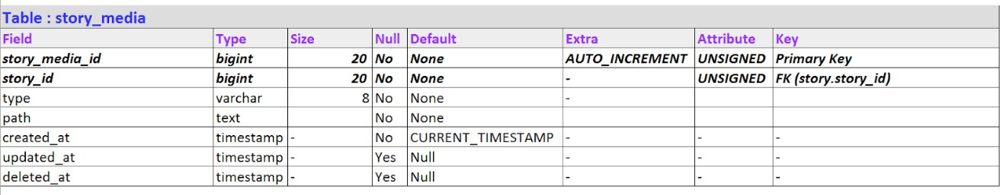 Table : story_media
Field Type Size Null Default Extra Attribute Key
story_media_id bigint 20 No None AUTO_INCREMENT UNSIGNED Primary Key
story_id bigint 20 No None - UNSIGNED FK (story.story_id)
type varchar 8 No None -
path text No None
created_at timestamp - No CURRENT_TIMESTAMP - - -
updated_at timestamp - Yes Null - - -
deleted_at timestamp - Yes Null - - -